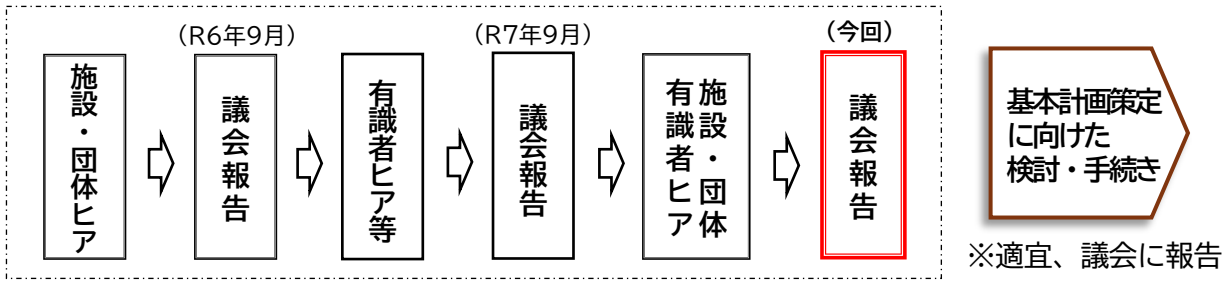 (R6年9月)
(R7年9月)
(今回)
施設・団体ヒア
議会報告
有識者ヒア等
議会報告
施設・団体
有識者ヒア
議会報告
基本計画策定
に向けた
検討・手続き
※適宜、議会に報告